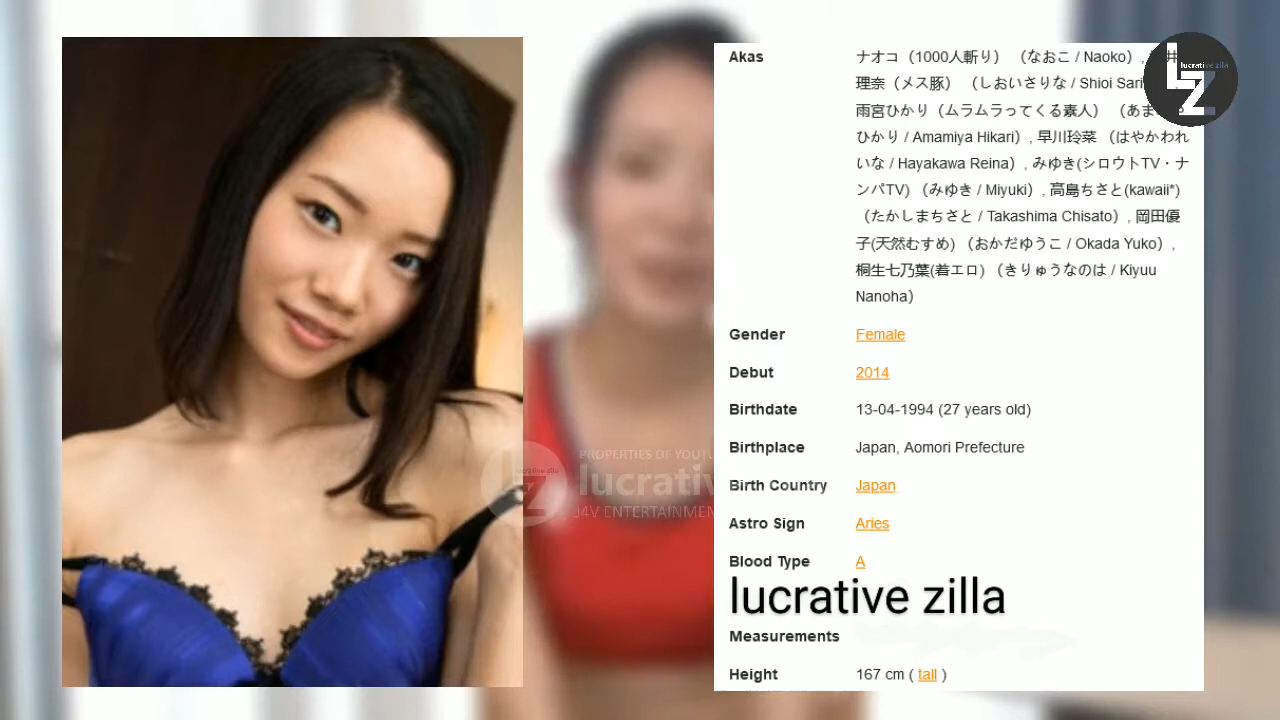 Akas
ナオコ（1000人斬り） （なおこ / Naoko）,
理奈（メス豚） （しおいさりな / Shioi Sari
雨宮ひかり（ムラムラってくる素人） （あま
ひかり / Amamiya Hikari）, 早川玲菜 （はやかわれ
いな / Hayakawa Reina）, みゆき(シロウトTV・ナ
ンパTV) （みゆき / Miyuki）, 高島ちさと(kawaii*)
（たかしまちさと / Takashima Chisato）, 岡田優
子(天然むすめ) （おかだゆうこ / Okada Yuko）,
桐生七乃葉(着エロ) （きりゅうなのは / Kiyuu
Nanoha）
Gender Female
Debut 2014
Birthdate 13-04-1994 (27 years old)
Birthplace Japan, Aomori Prefecture
Birth Country Japan
Astro Sign Aries
Blood Type A
lucrative zilla
Measurements
Height 167 cm ( tall )
lucrative zilla
LZ
PROPERTIES OF
lucrativ
J4V ENTERTAINMEN